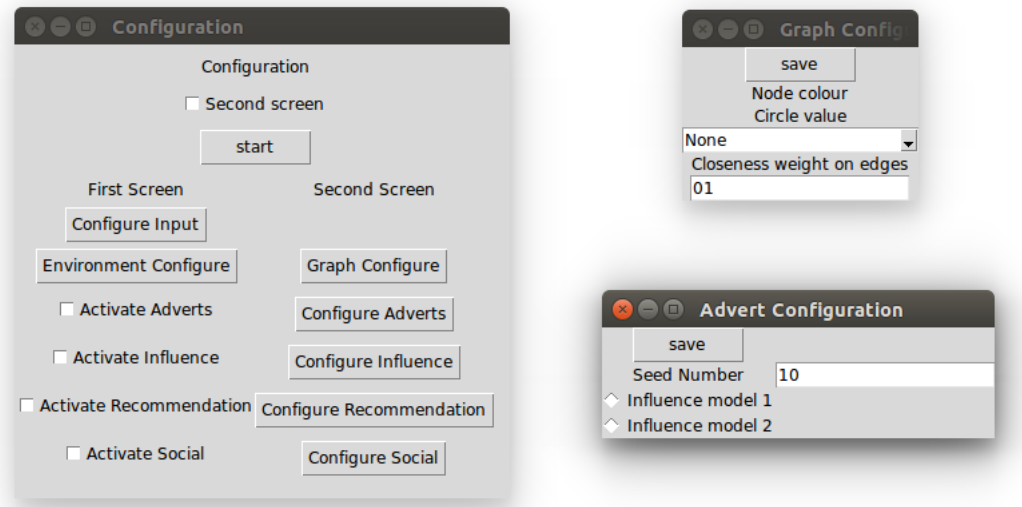 Configuration
Configuration
Second screen
start
First Screen Second Screen
Configure Input
Environment Configure Graph Configure
Activate Adverts Configure Adverts
Activate Influence Configure Influence
Activate Recommendation Configure Recommendation
Activate Social Configure Social
Graph Config
save
Node colour
Circle value
None
Closeness weight on edges
01
Advert Configuration
save
Seed Number 10
Influence model 1
Influence model 2